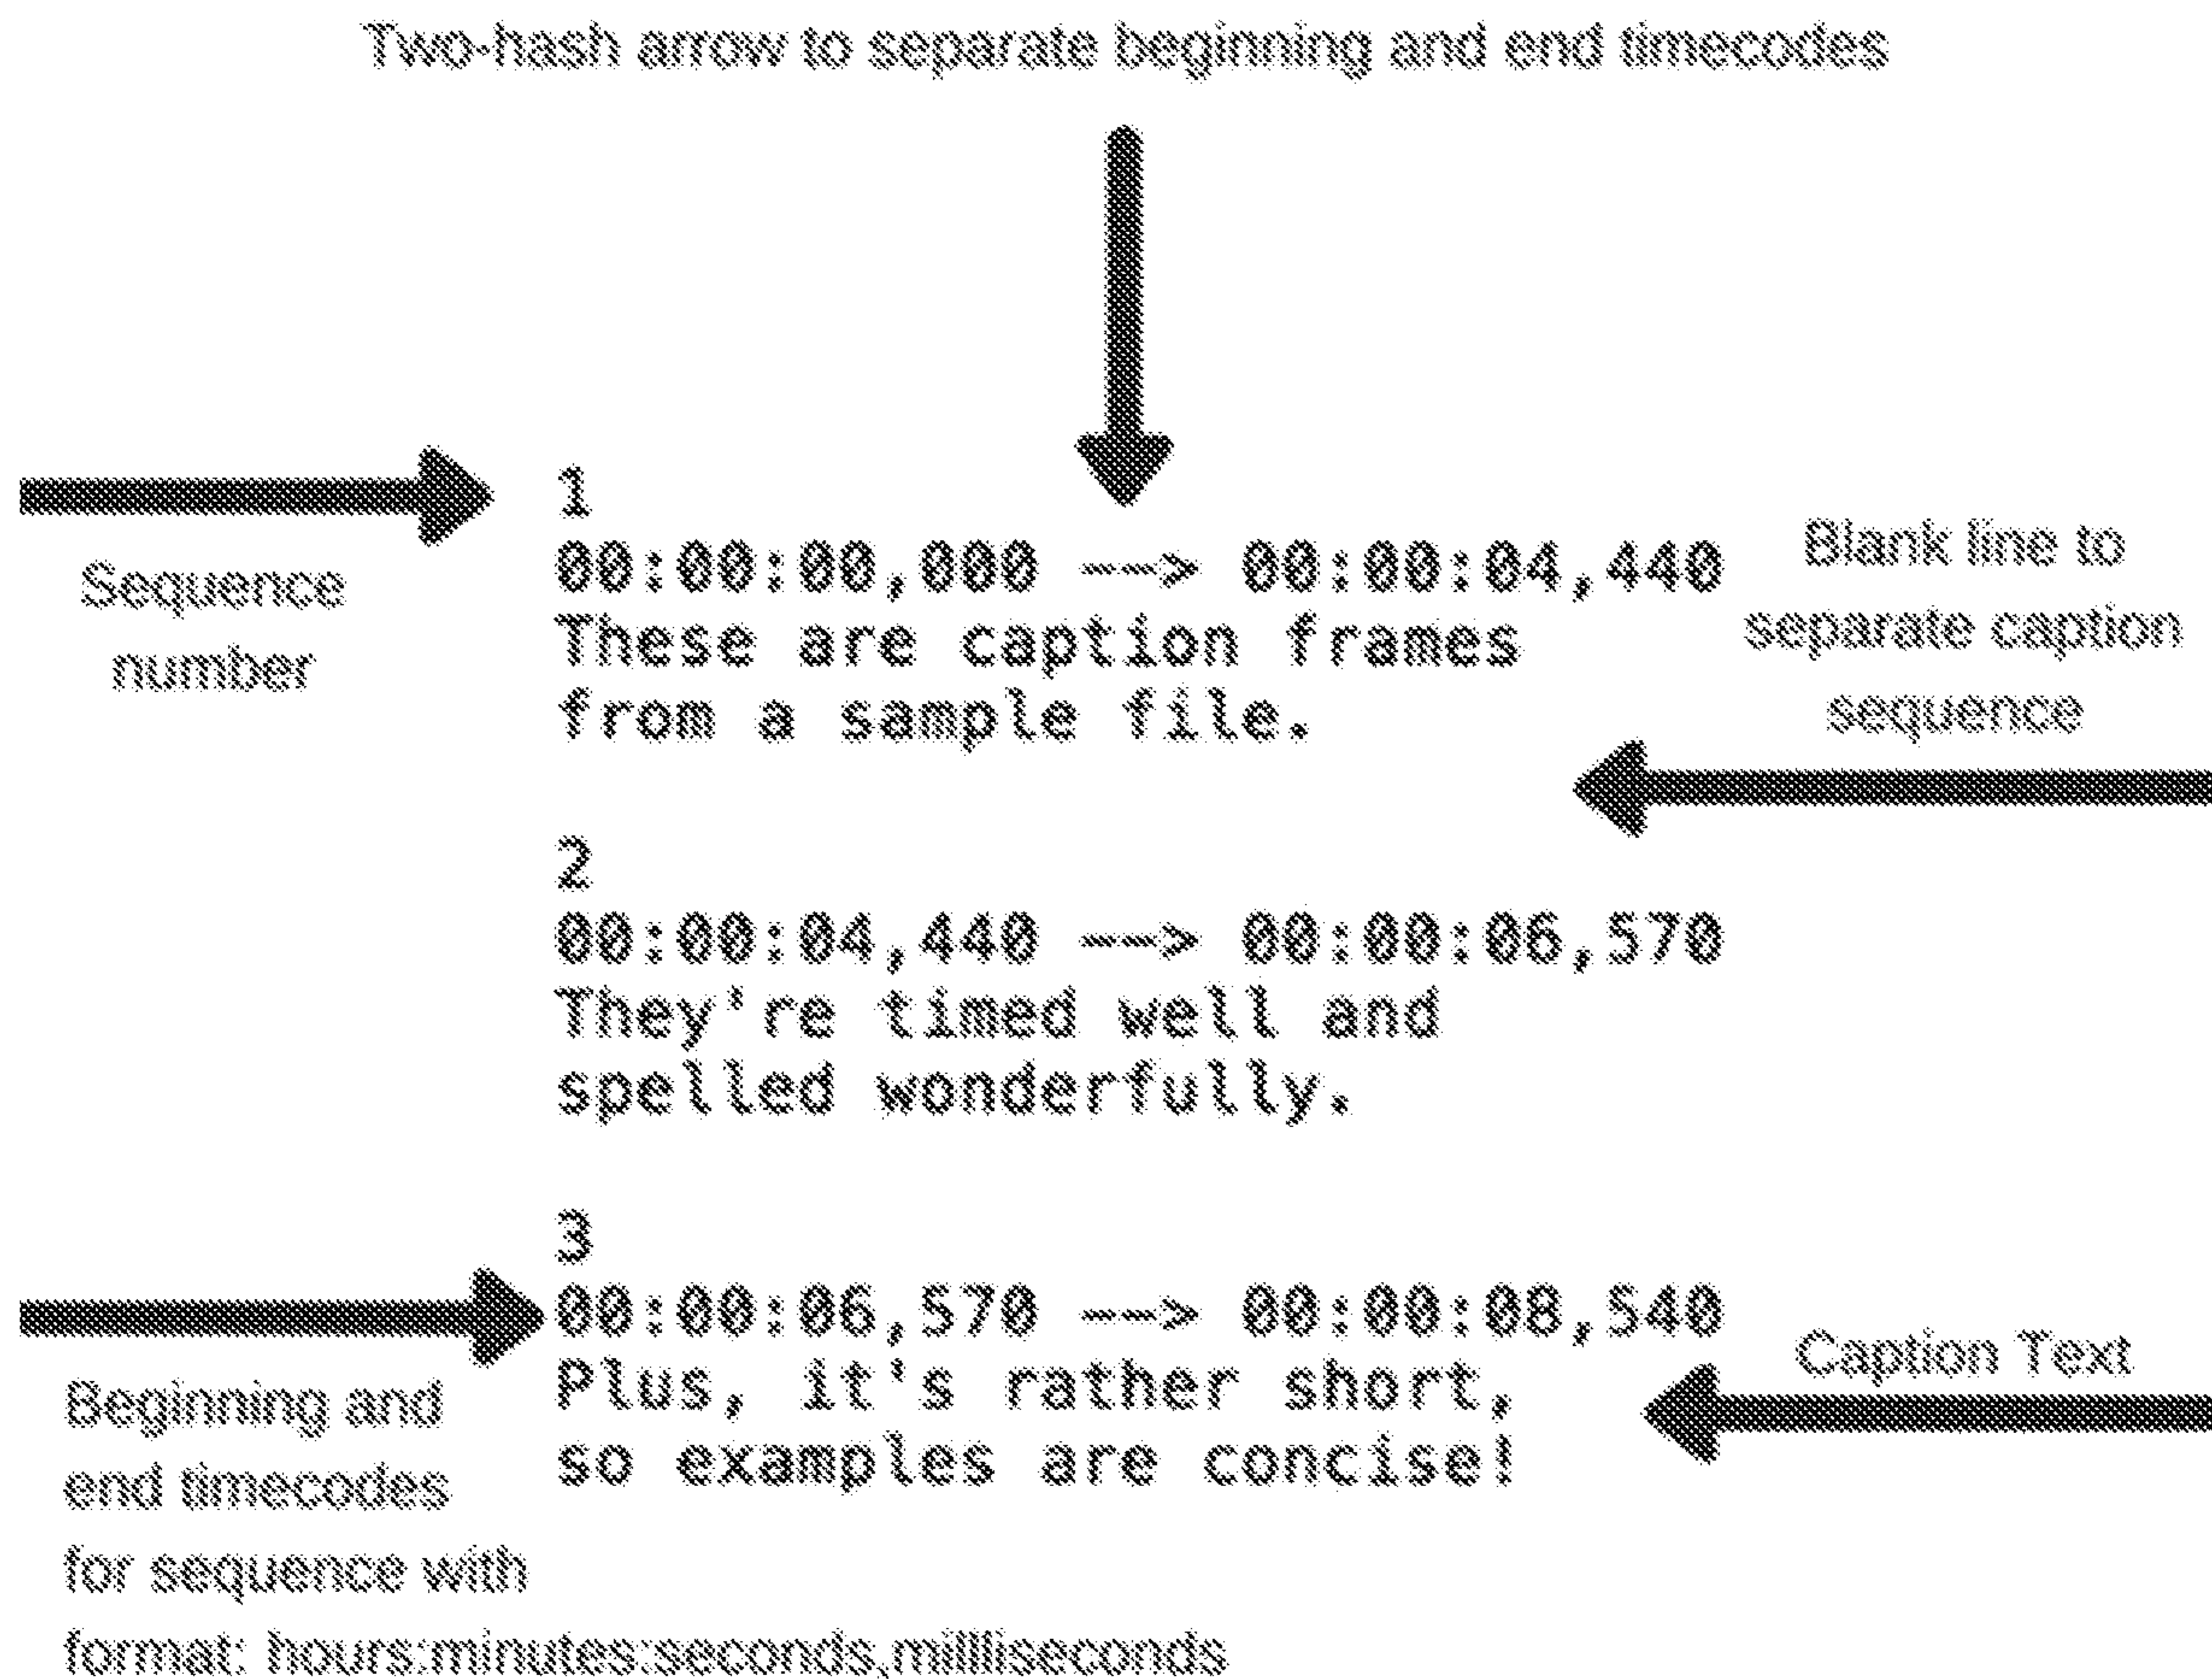 Two-hash arrow to separate beginning and end timecodes
1
00:00:00,000 --> 00:00:04,440
These are caption frames
from a sample file.
Sequence
number
Blank line to
separate caption
sequence
2
00:00:04,440 --> 00:00:06,570
They're timed well and
spelled wonderfully.
3
00:00:06,570 --> 00:00:08,540
Plus, it's rather short,
so examples are concise!
Caption Text
Beginning and
end timecodes
for sequence with
format: hours:minutes:seconds,millliseconds